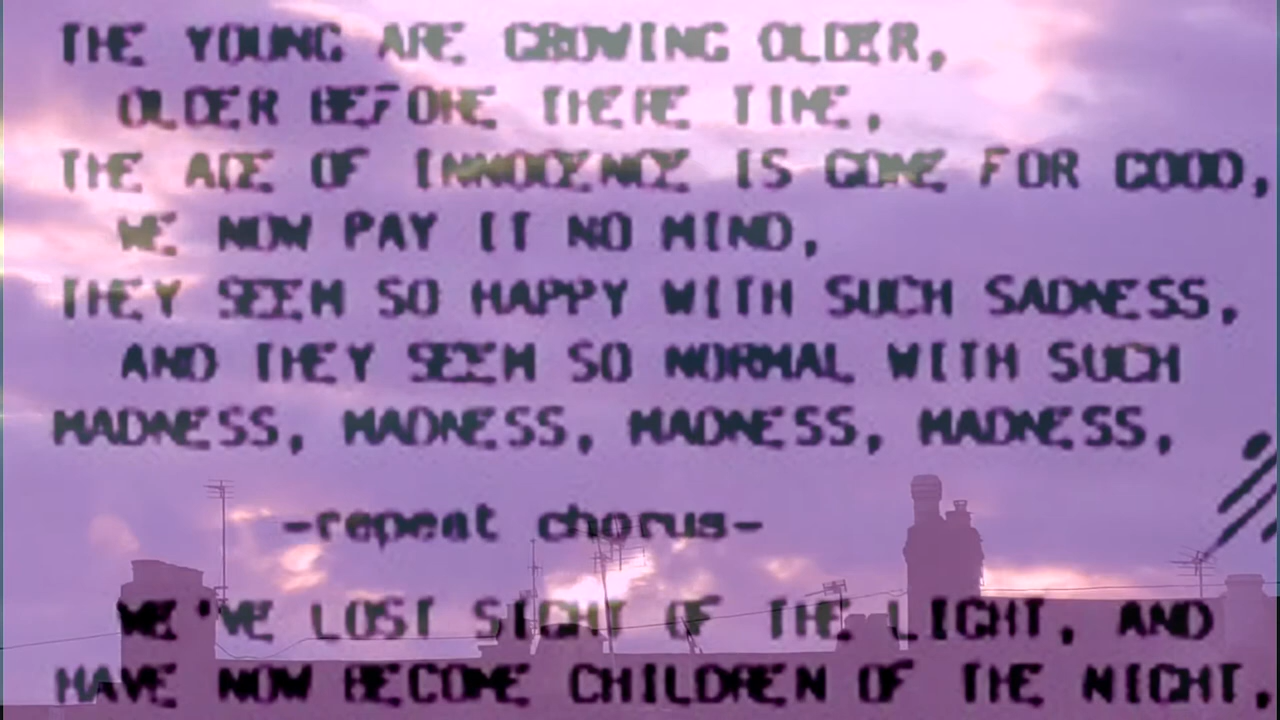 THE YOUNG ARE GROWING OLDER,
OLDER BEFORE THERE TIME,
THE AGE OF INNOCENCE IS GONE FOR GOOD,
WE NOW PAY IT NO MIND,
THEY SEEM SO HAPPY WITH SUCH SADNESS,
AND THEY SEEM SO NORMAL WITH SUCH
MADNESS, MADNESS, MADNESS, MADNESS,
-repeat chorus-
WE'VE LOST SIGHT OF THE LIGHT, AND
HAVE NOW BECOME CHILDREN OF THE NIGHT,